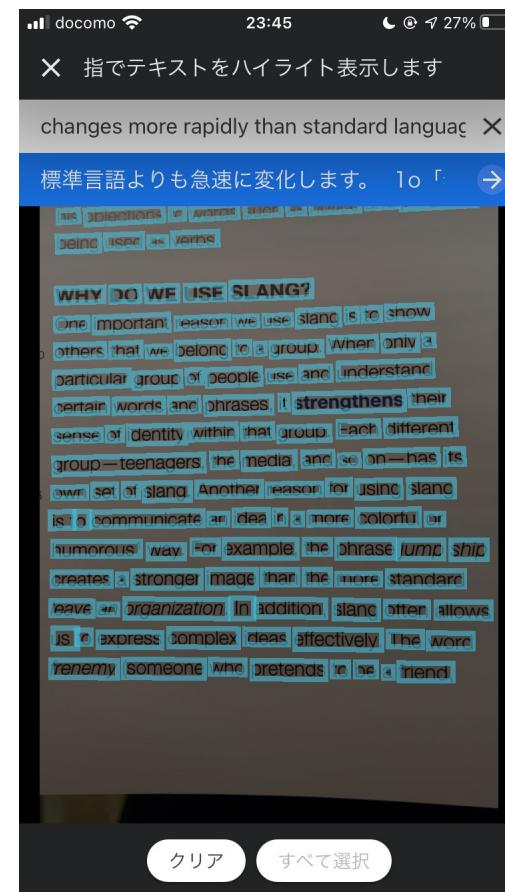 docomo 23:45 27%
× 指でテキストをハイライト表示します
changes more rapidly than standard languag ×
標準言語よりも急速に変化します。 1o「 →
objections words
being used as verbs
WHY DO WE USE SLANG?
One important reason we use slang is to show
others that we belong to a group. When only a
particular group of people use and understand
certain words and phrases, it strengthens their
sense of identity within that group. Each different
group—teenagers, the media, and so on—has its
own set of slang. Another reason for using slang
is to communicate an idea in a more colorful or
humorous way. For example, the phrase jump ship
creates a stronger image than the more standard
leave an organization. In addition, slang often allows
us to express complex ideas effectively. The word
frenemy, someone who pretends to be a friend
クリア すべて選択